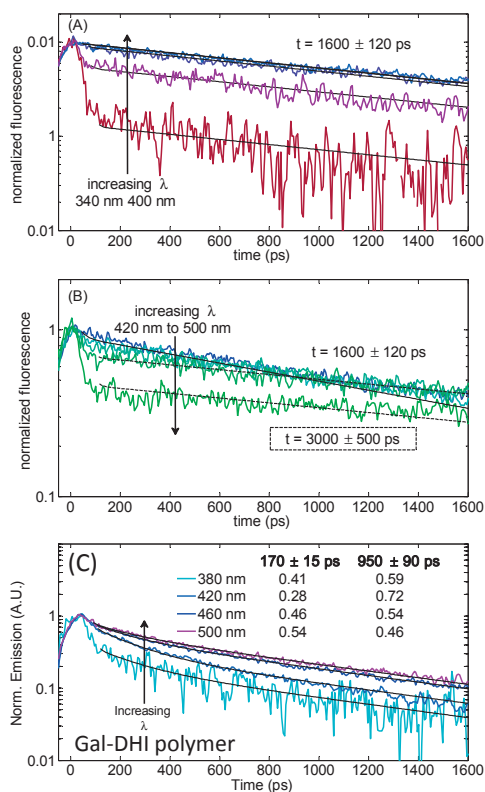 (A)
0.01
1
0.01
normalized fluorescence
t = 1600 ± 120 ps
increasing λ
340 nm 400 nm
0 200 400 600 800 1000 1200 1400 1600
time (ps)
(B)
1
0.1
normalized fluorescence
increasing λ
420 nm to 500 nm
t = 1600 ± 120 ps
t = 3000 ± 500 ps
0 200 400 600 800 1000 1200 1400 1600
time (ps)
(C)
1
0.1
0.01
Norm. Emission (A.U.)
170 ± 15 ps 950 ± 90 ps
380 nm 0.41 0.59
420 nm 0.28 0.72
460 nm 0.46 0.54
500 nm 0.54 0.46
Increasing
λ
Gal-DHI polymer
0 200 400 600 800 1000 1200 1400 1600
Time (ps)